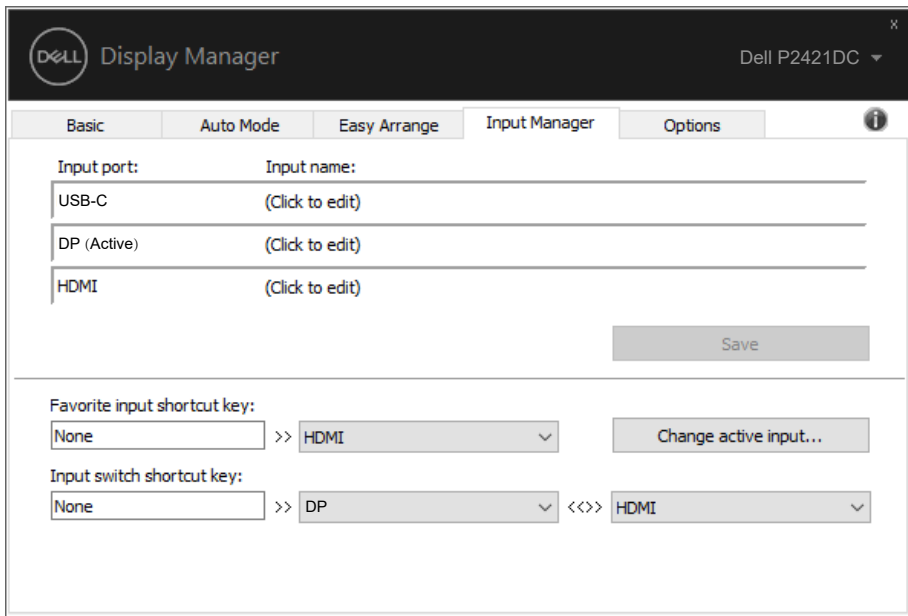 x
DELL Display Manager Dell P2421DC
Basic Auto Mode Easy Arrange Input Manager Options
Input port: Input name:
USB-C (Click to edit)
DP (Active) (Click to edit)
HDMI (Click to edit)
Save
Favorite input shortcut key:
None >> HDMI Change active input...
Input switch shortcut key:
None >> DP <<>> HDMI